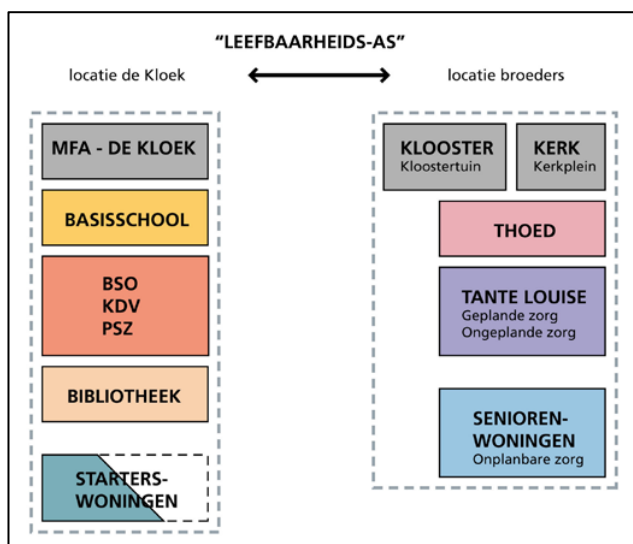 “LEEFBAARHEIDS-AS”
locatie de Kloek
locatie broeders
MFA - DE KLOEK
BASISSCHOOL
BSO
KDV
PSZ
BIBLIOTHEEK
STARTERS-
WONINGEN
KLOOSTER
Kloostertuin
KERK
Kerkplein
THOED
TANTE LOUISE
Geplande zorg
Ongeplande zorg
SENIOREN-
WONINGEN
Onplanbare zorg